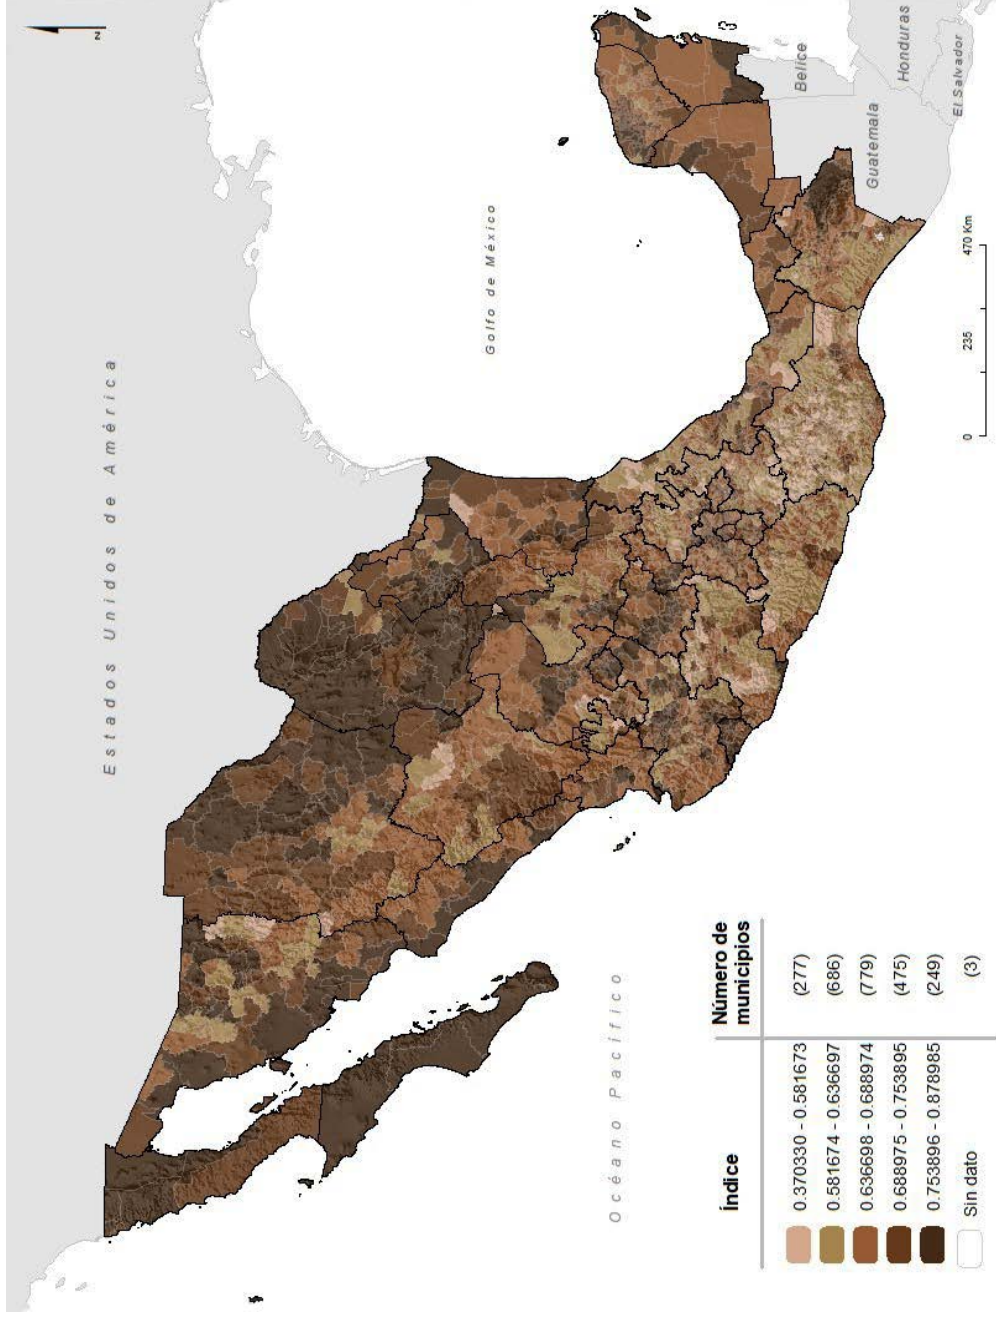 N
Estados Unidos de América
Golfo de México
Océano Pacífico
Belice
Guatemala
Honduras
El Salvador
Índice
Número de
municipios
0.370330 - 0.581673 (277)
0.581674 - 0.636697 (686)
0.636698 - 0.688974 (779)
0.688975 - 0.753895 (475)
0.753896 - 0.878985 (249)
Sin dato (3)
0 235 470 Km